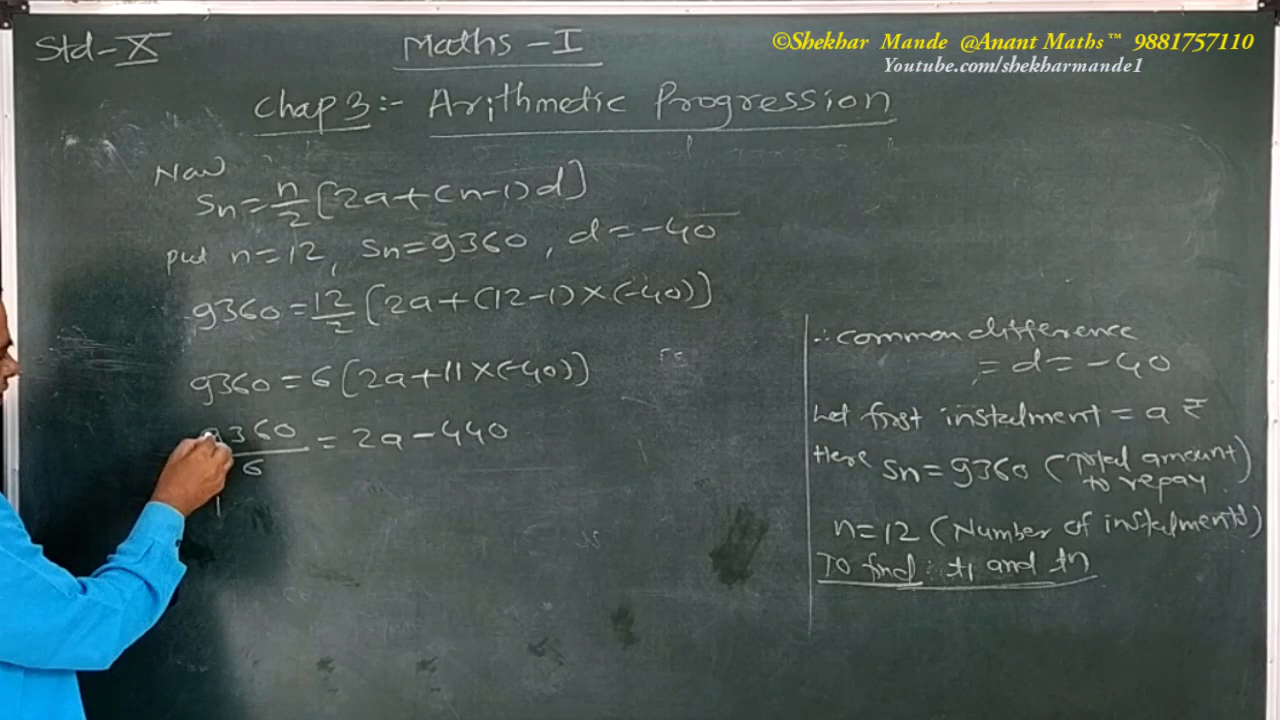 ©Shekhar Mande @Anant Maths™ 9881757110
Youtube.com/shekharmande1
Std-X
Maths-I
Chap 3:- Arithmetic Progression
Now
Sn=n/2[2a+(n-1)d]
put n=12, Sn=9360, d=-40
9360=12/2[2a+(12-1)×(-40)]
9360=6[2a+11×(-40)]
9360/6=2a-440
1
∴common difference
=d=-40
Let first instalment=a ₹
Here Sn=9360 (Total amount
to repay
n=12 (Number of instalments)
To find: t1 and tn